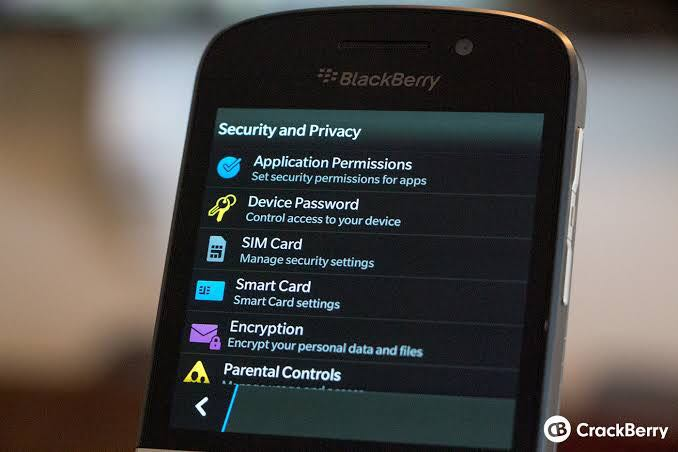 BlackBerry
Security and Privacy
Application Permissions
Set security permissions for apps
Device Password
Control access to your device
SIM Card
Manage security settings
Smart Card
Smart Card settings
Encryption
Encrypt your personal data and files
Parental Controls
CB CrackBerry